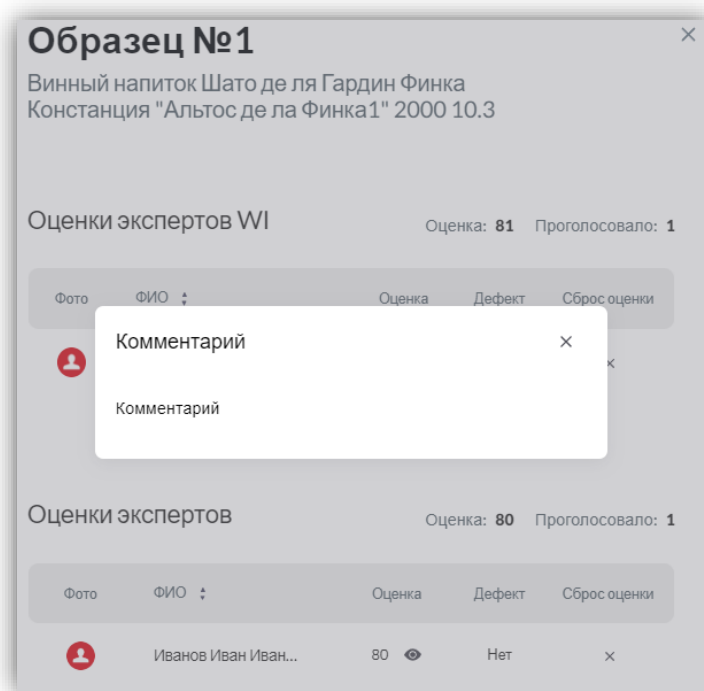 Образец №1
Винный напиток Шато де ля Гардин Финка
Констанция "Альтос де ла Финка1" 2000 10.3
Оценки экспертов WI Оценка: 81 Проголосовало: 1
Фото ФИО Оценка Дефект Сброс оценки
Комментарий
Комментарий
Оценки экспертов Оценка: 80 Проголосовало: 1
Фото ФИО Оценка Дефект Сброс оценки
Иванов Иван Иван... 80 Нет